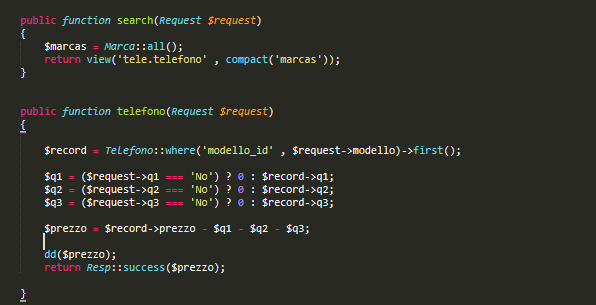 public function search(Request $request)
{
$marcas = Marca::all();
return view('tele.telefono' , compact('marcas'));
}
public function telefono(Request $request)
{
$record = Telefono::where('modello_id' , $request->modello)->first();
$q1 = ($request->q1 === 'No') ? 0 : $record->q1;
$q2 = ($request->q2 === 'No') ? 0 : $record->q2;
$q3 = ($request->q3 === 'No') ? 0 : $record->q3;
$prezzo = $record->prezzo - $q1 - $q2 - $q3;
dd($prezzo);
return Resp::success($prezzo);
}